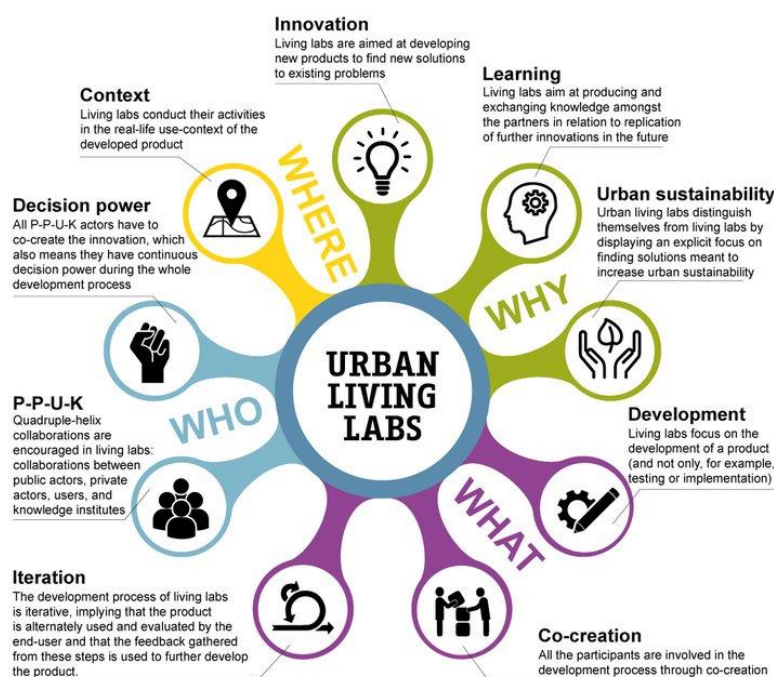 Innovation
Living labs are aimed at developing
new products to find new solutions
to existing problems
Learning
Living labs aim at producing and
exchanging knowledge amongst
the partners in relation to replication
of further innovations in the future
Context
Living labs conduct their activities
in the real-life use-context of the
developed product
WHERE
Decision power
All P-P-U-K actors have to
co-create the innovation, which
also means they have continuous
decision power during the whole
development process
Urban sustainability
Urban living labs distinguish
themselves from living labs by
displaying an explicit focus on
finding solutions meant to
increase urban sustainability
WHY
URBAN
LIVING
LABS
WHO
P-P-U-K
Quadruple-helix
collaborations are
encouraged in living labs:
collaborations between
public actors, private
actors, users, and
knowledge institutes
Development
Living labs focus on the
development of a product
(and not only, for example,
testing or implementation)
WHAT
Iteration
The development process of living labs
is iterative, implying that the product
is alternately used and evaluated by the
end-user and that the feedback gathered
from these steps is used to further develop
the product.
Co-creation
All the participants are involved in the
development process through co-creation